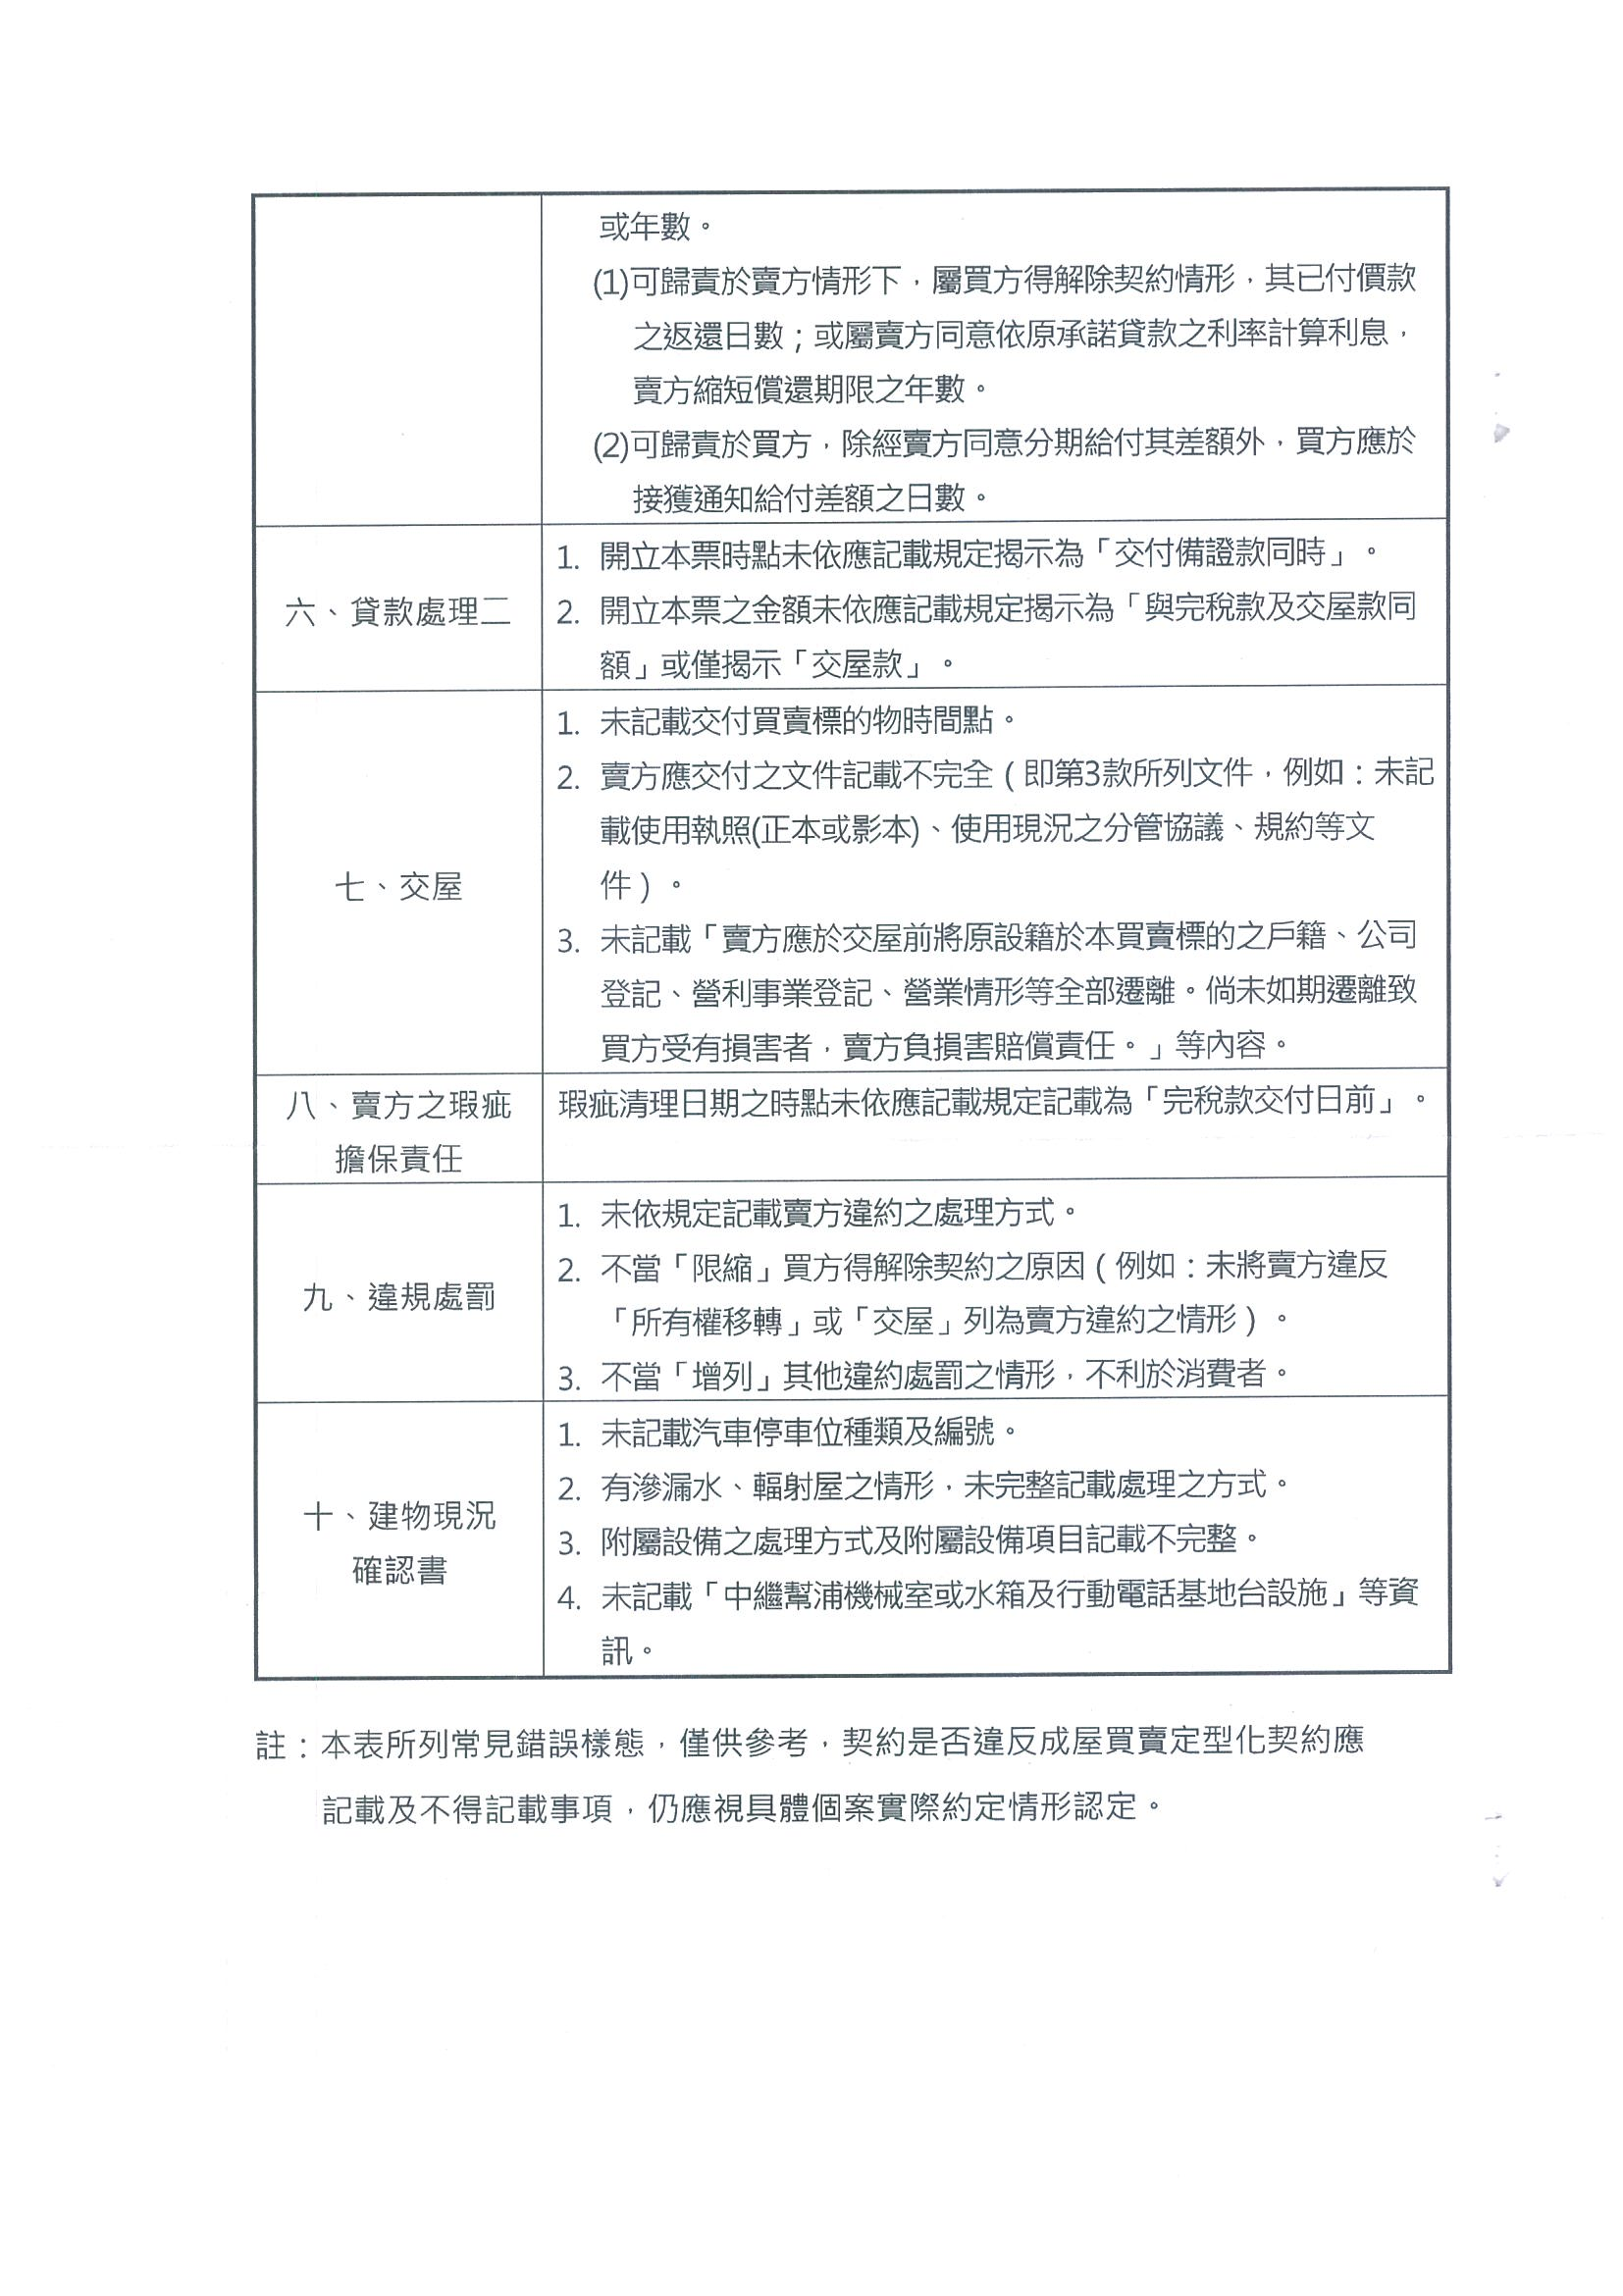 或年數。
(1)可歸責於賣方情形下，屬買方得解除契約情形，其已付價款
之返還日數；或屬賣方同意依原承諾貸款之利率計算利息，
賣方縮短償還期限之年數。
(2)可歸責於買方，除經賣方同意分期給付其差額外，買方應於
接獲通知給付差額之日數。
六、貸款處理二
1. 開立本票時點未依應記載規定揭示為「交付備證款同時」。
2. 開立本票之金額未依應記載規定揭示為「與完稅款及交屋款同
額」或僅揭示「交屋款」。
七、交屋
1. 未記載交付買賣標的物時間點。
2. 賣方應交付之文件記載不完全（即第3款所列文件，例如：未記
載使用執照(正本或影本)、使用現況之分管協議、規約等文
件）。
3. 未記載「賣方應於交屋前將原設籍於本買賣標的之戶籍、公司
登記、營利事業登記、營業情形等全部遷離。倘未如期遷離致
買方受有損害者，賣方負損害賠償責任。」等內容。
八、賣方之瑕疵
擔保責任
瑕疵清理日期之時點未依應記載規定記載為「完稅款交付日前」。
九、違規處罰
1. 未依規定記載賣方違約之處理方式。
2. 不當「限縮」買方得解除契約之原因（例如：未將賣方違反
「所有權移轉」或「交屋」列為賣方違約之情形）。
3. 不當「增列」其他違約處罰之情形，不利於消費者。
十、建物現況
確認書
1. 未記載汽車停車位種類及編號。
2. 有滲漏水、輻射屋之情形，未完整記載處理之方式。
3. 附屬設備之處理方式及附屬設備項目記載不完整。
4. 未記載「中繼幫浦機械室或水箱及行動電話基地台設施」等資
訊。
註：本表所列常見錯誤樣態，僅供參考，契約是否違反成屋買賣定型化契約應
記載及不得記載事項，仍應視具體個案實際約定情形認定。